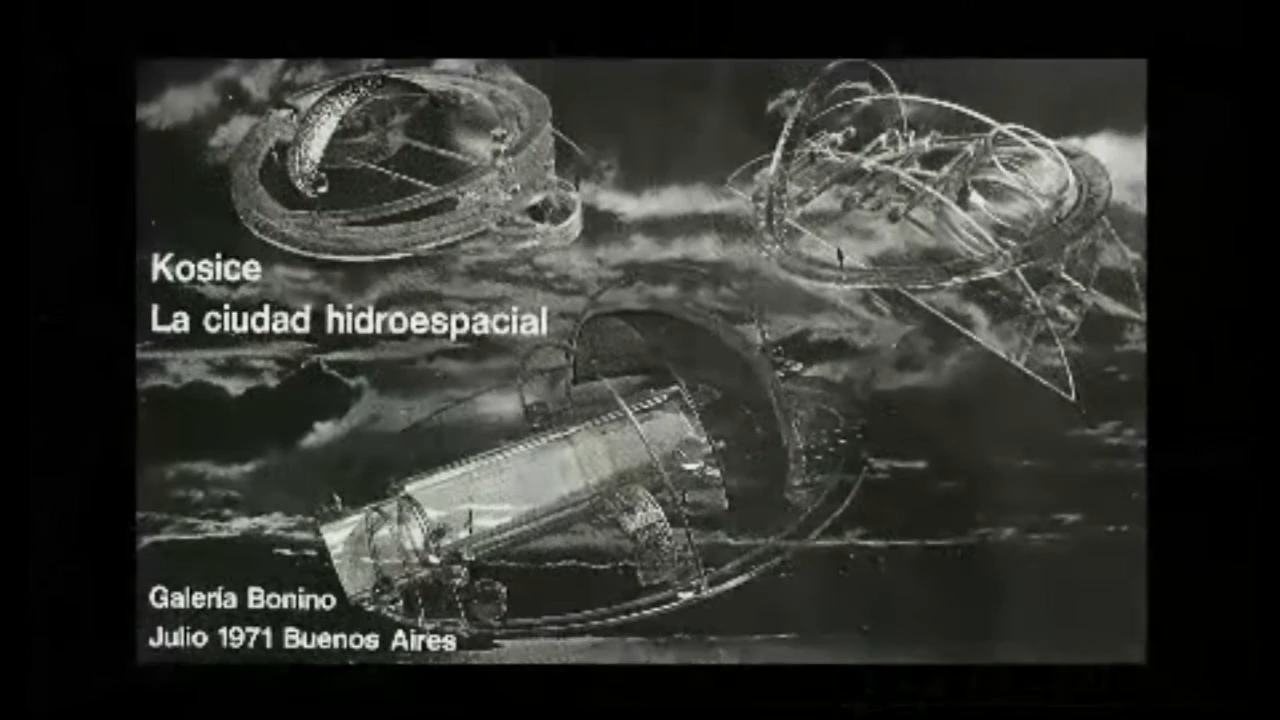 Kosice
La ciudad hidroespacial
Galería Bonino
Julio 1971 Buenos Aires